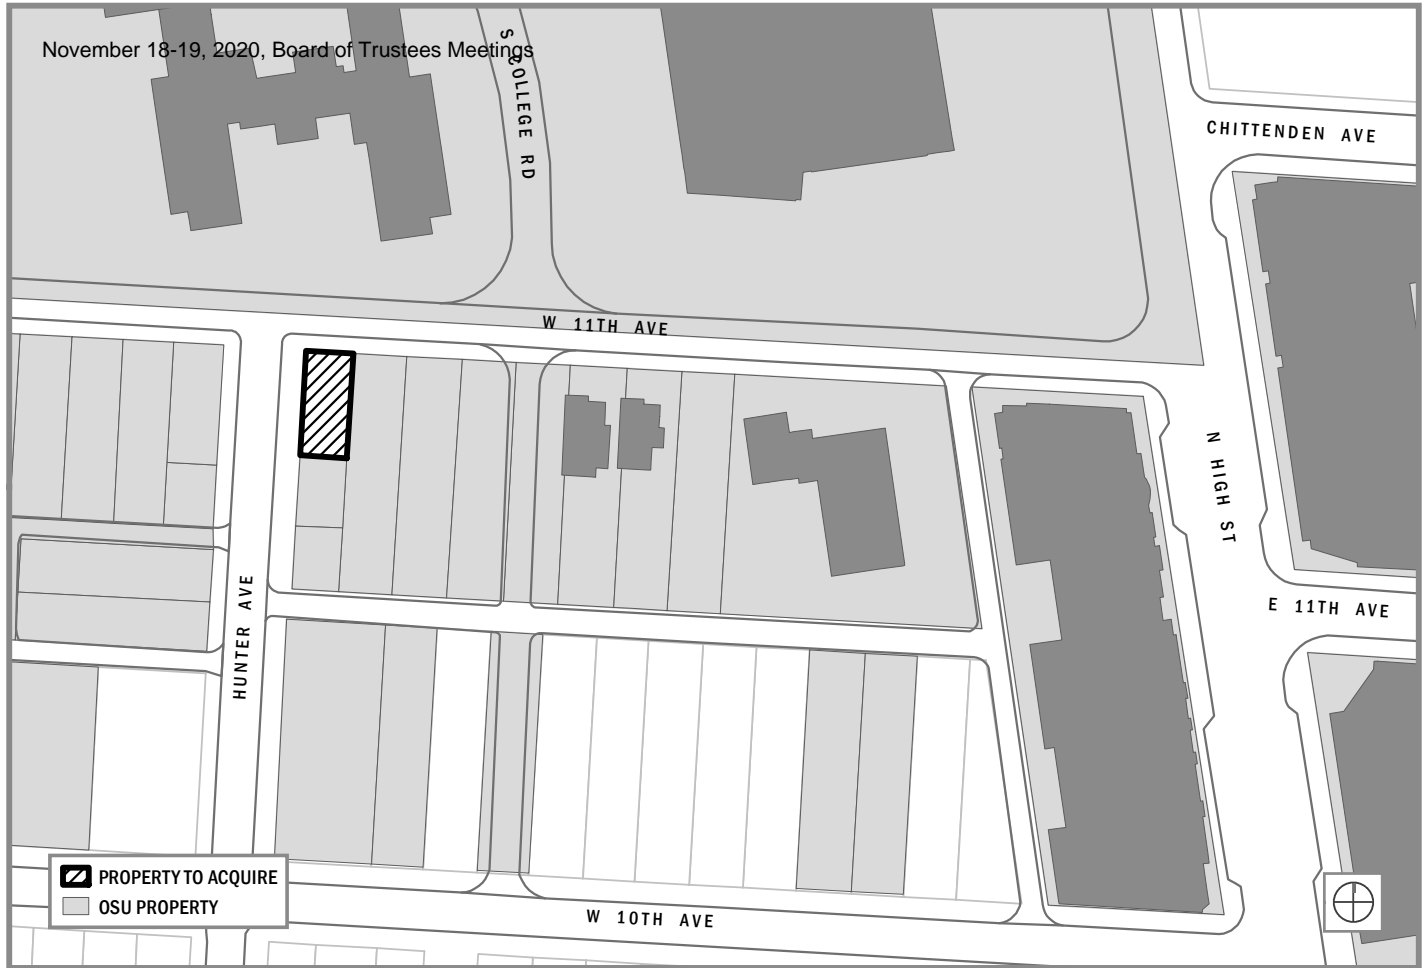 November 18-19, 2020, Board of Trustees Meetings
S COLLEGE RD
CHITTENDEN AVE
W 11TH AVE
N HIGH ST
E 11TH AVE
HUNTER AVE
PROPERTY TO ACQUIRE
OSU PROPERTY
W 10TH AVE